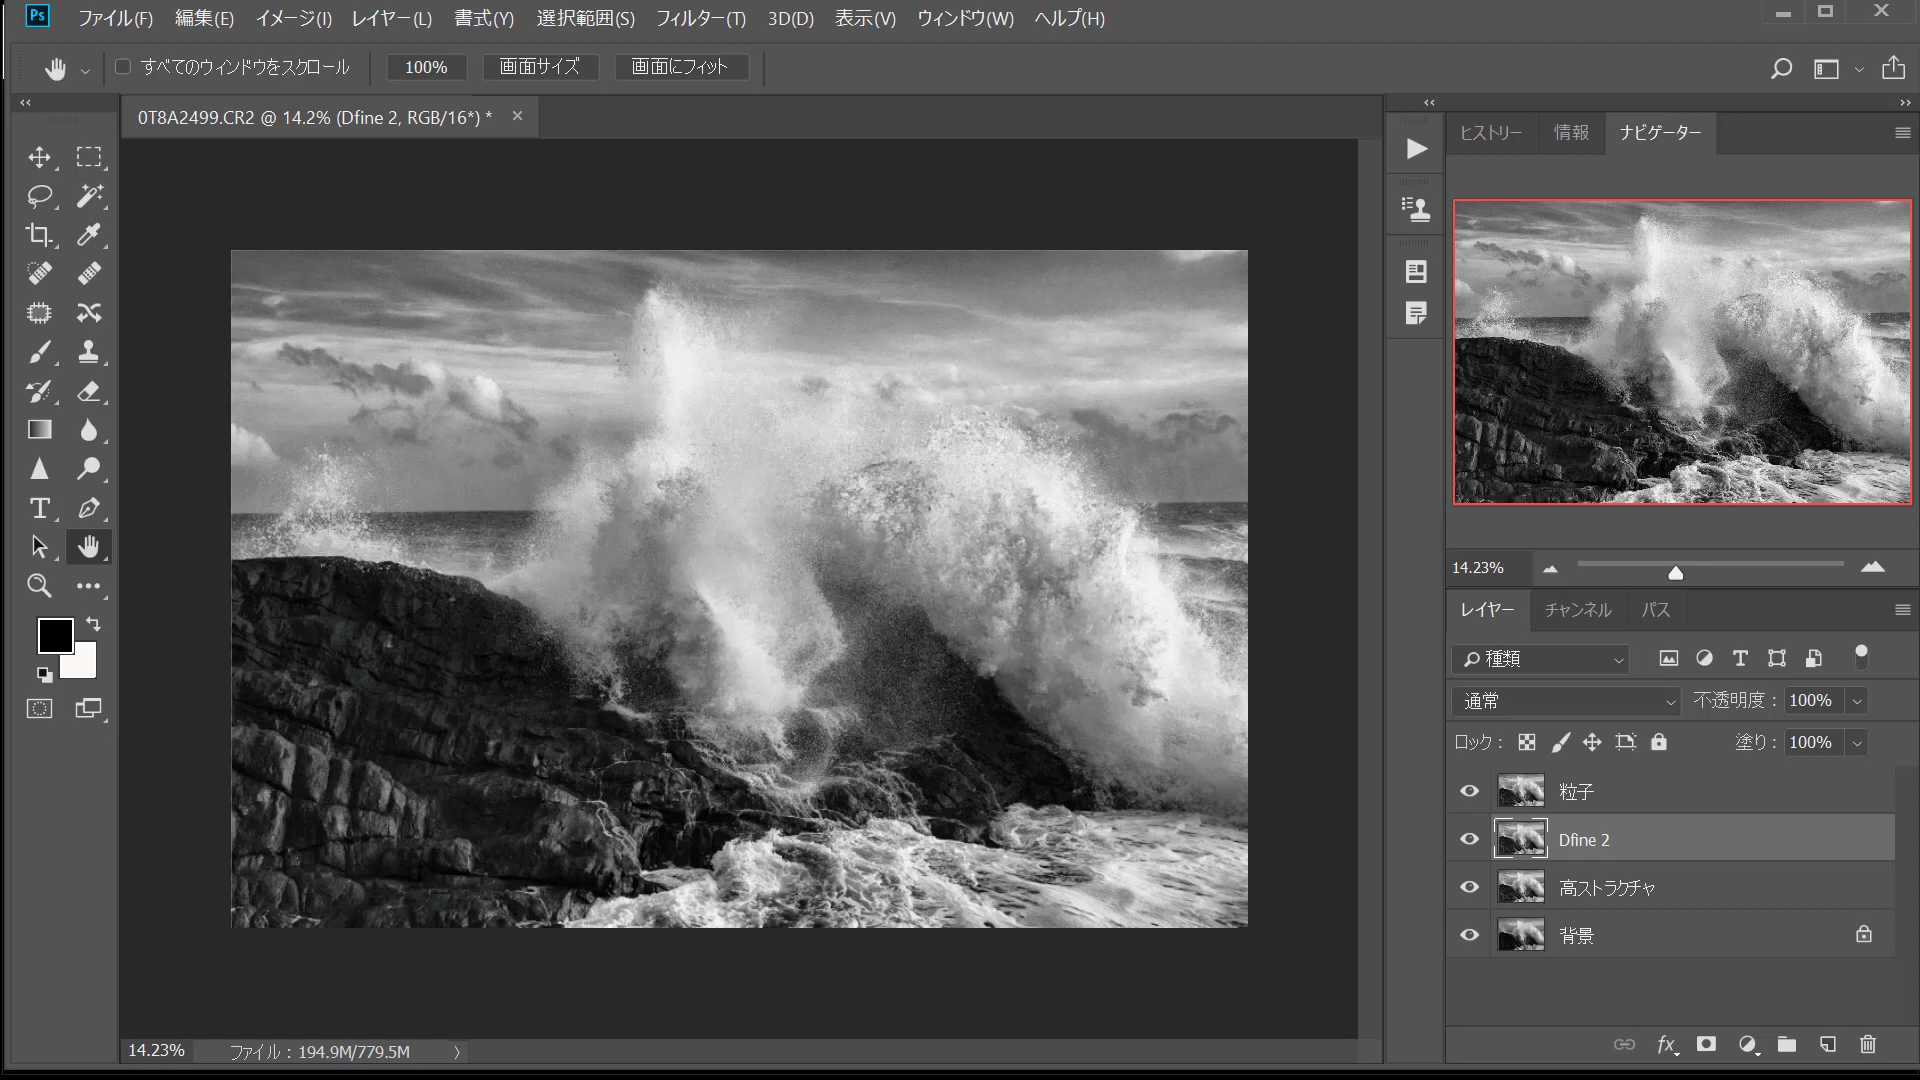 Ps ファイル(F) 編集(E) イメージ(I) レイヤー(L) 書式(Y) 選択範囲(S) フィルター(T) 3D(D) 表示(V) ウィンドウ(W) ヘルプ(H)
すべてのウィンドウをスクロール 100% 画面サイズ 画面にフィット
0T8A2499.CR2 @ 14.2% (Dfine 2, RGB/16*) *
ヒストリー 情報 ナビゲーター
14.23%
レイヤー チャンネル パス
種類
通常 不透明度： 100%
ロック： 塗り： 100%
粒子
Dfine 2
高ストラクチャ
背景
fx
14.23% ファイル：194.9M/779.5M